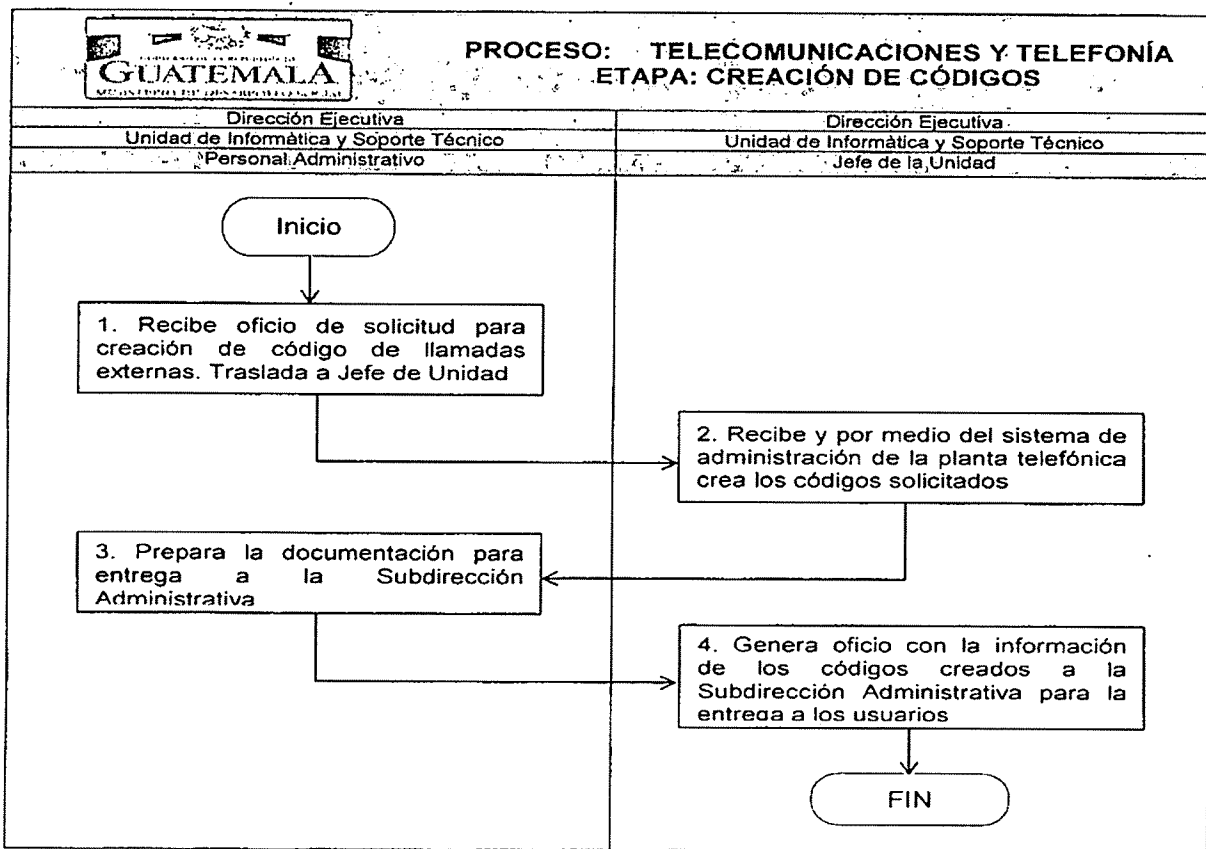 GUATEMALA
PROCESO: TELECOMUNICACIONES Y TELEFONÍA
ETAPA: CREACIÓN DE CÓDIGOS
Dirección Ejecutiva
Unidad de Informàtica y Soporte Técnico
Personal Administrativo
Dirección Ejecutiva
Unidad de Informàtica y Soporte Técnico
Jefe de la Unidad
Inicio
1. Recibe oficio de solicitud para
creación de código de llamadas
externas. Traslada a Jefe de Unidad
2. Recibe y por medio del sistema de
administración de la planta telefónica
crea los códigos solicitados
3. Prepara la documentación para
entrega a la Subdirección
Administrativa
4. Genera oficio con la información
de los códigos creados a la
Subdirección Administrativa para la
entrega a los usuarios
FIN